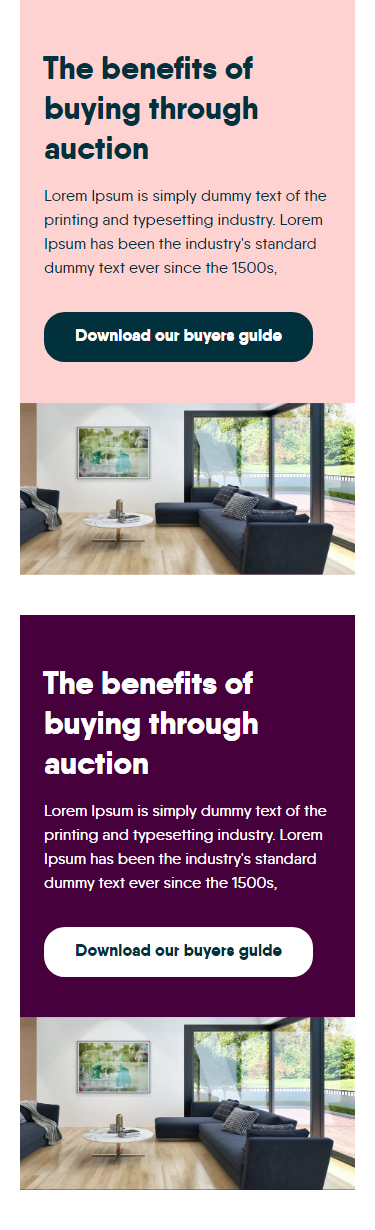 The benefits of
buying through
auction
Lorem Ipsum is simply dummy text of the
printing and typesetting industry. Lorem
Ipsum has been the industry's standard
dummy text ever since the 1500s,
Download our buyers guide
The benefits of
buying through
auction
Lorem Ipsum is simply dummy text of the
printing and typesetting industry. Lorem
Ipsum has been the industry's standard
dummy text ever since the 1500s,
Download our buyers guide